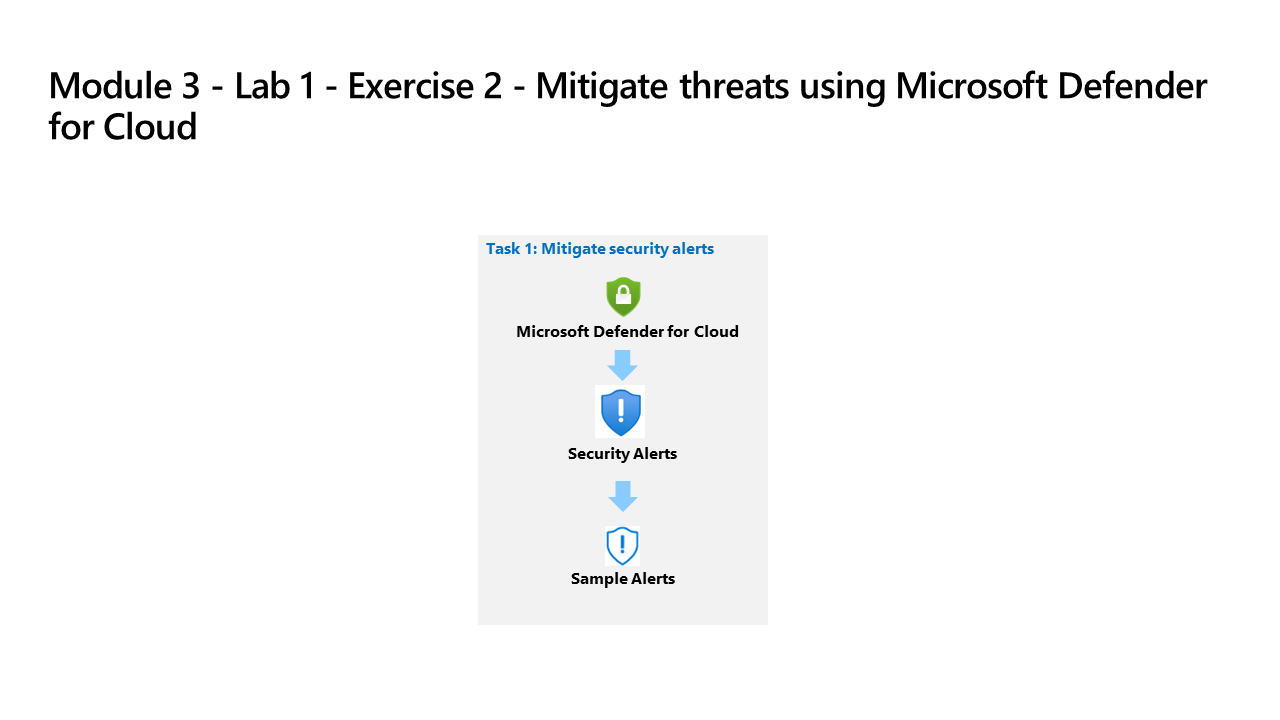 Module 3 - Lab 1 - Exercise 2 - Mitigate threats using Microsoft Defender
for Cloud
Task 1: Mitigate security alerts
Microsoft Defender for Cloud
Security Alerts
Sample Alerts